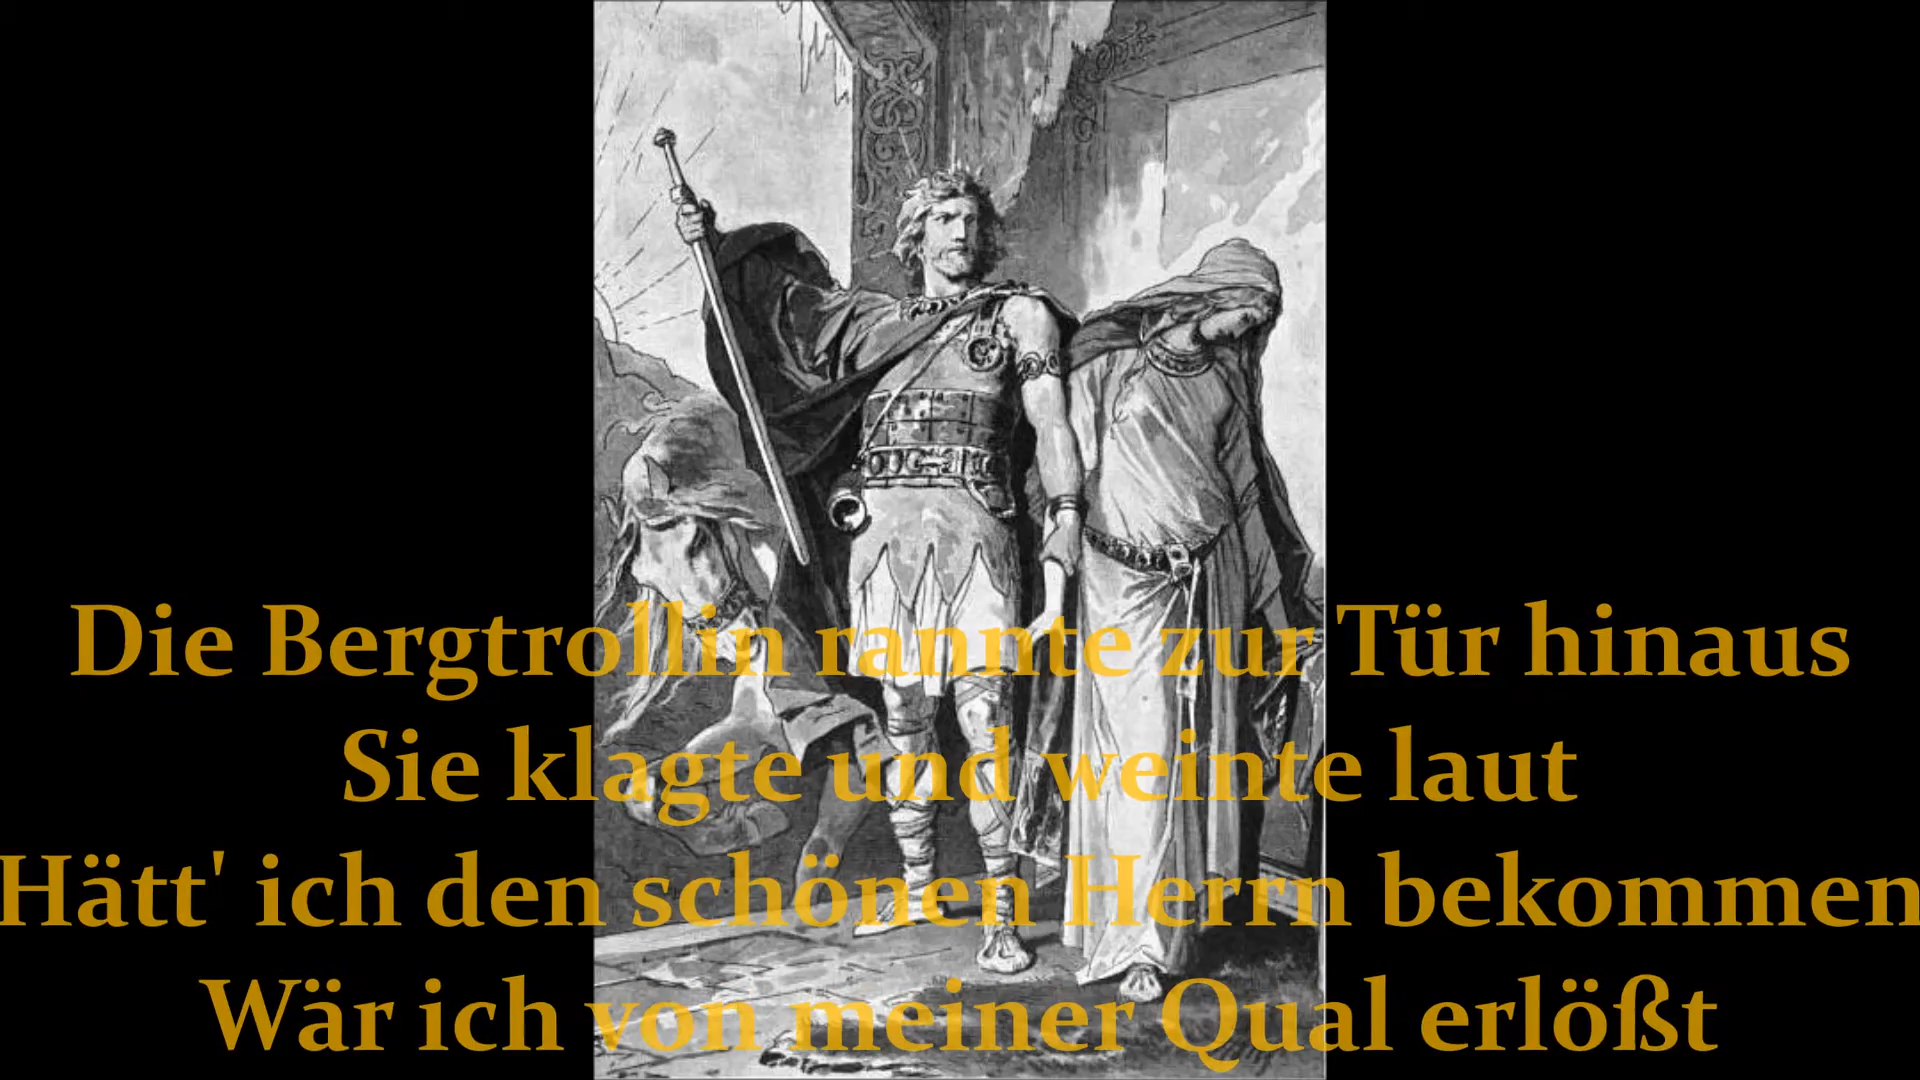 Die Bergtrollin rannte zur Tür hinaus
Sie klagte und weinte laut
Hätt' ich den schönen Herrn bekommen
Wär ich von meiner Qual erlößt